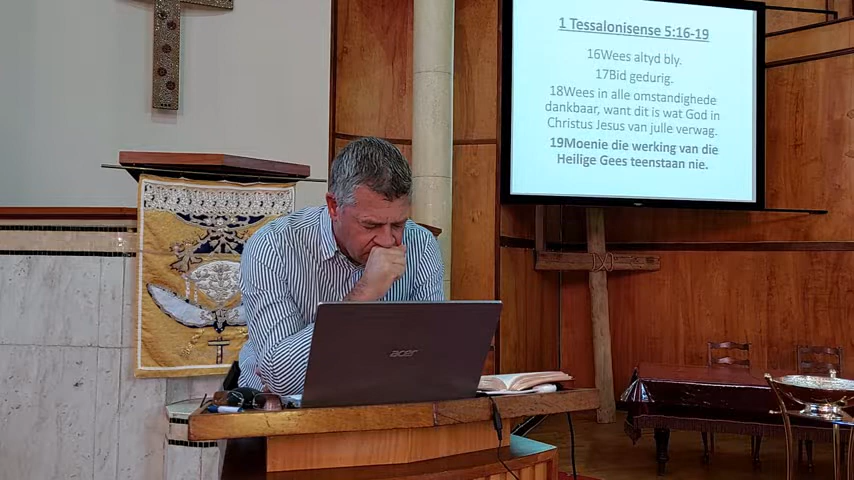 1 Tessalonisense 5:16-19
16Wees altyd bly.
17Bid gedurig.
18Wees in alle omstandighede
dankbaar, want dit is wat God in
Christus Jesus van julle verwag.
19Moenie die werking van die
Heilige Gees teenstaan nie.
acer